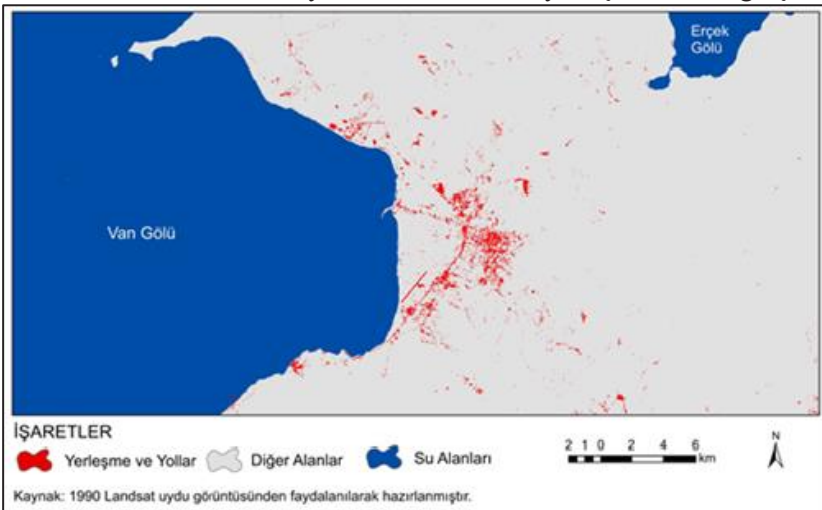 Erçek
Gölü
Van Gölü
İŞARETLER
Yerleşme ve Yollar Diğer Alanlar Su Alanları
2 1 0 2 4 6
km
N
Kaynak: 1990 Landsat uydu görüntüsünden faydalanılarak hazırlanmıştır.